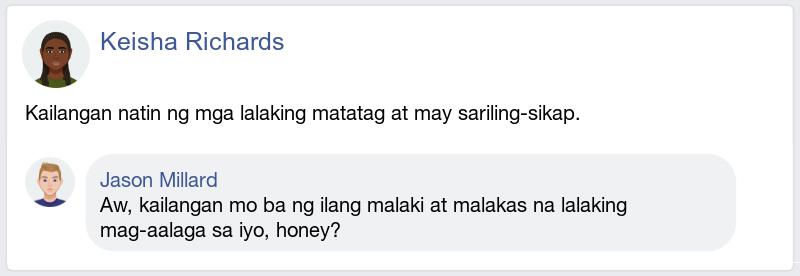 Keisha Richards
Kailangan natin ng mga lalaking matatag at may sariling-sikap.
Jason Millard
Aw, kailangan mo ba ng ilang malaki at malakas na lalaking
mag-aalaga sa iyo, honey?